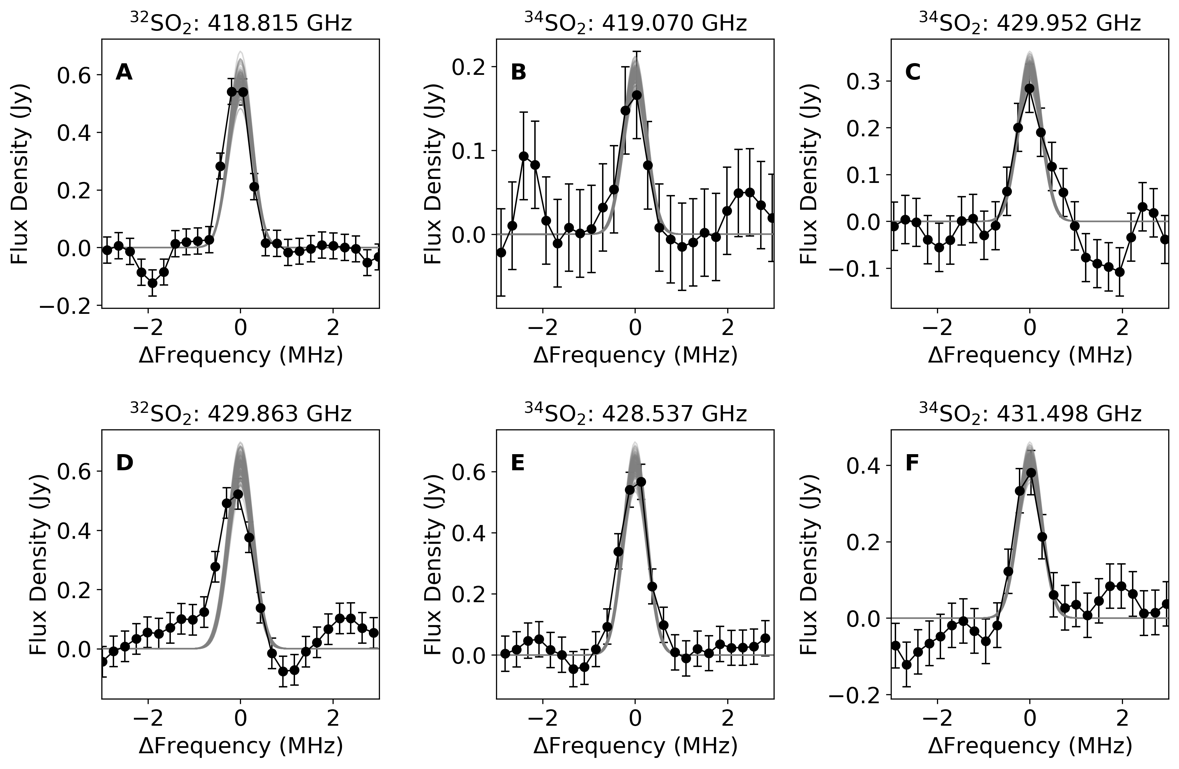 ³²SO₂: 418.815 GHz
A
0.6
0.4
0.2
0.0
−0.2
Flux Density (Jy)
−2 0 2
ΔFrequency (MHz)
³⁴SO₂: 419.070 GHz
B
0.2
0.1
0.0
Flux Density (Jy)
−2 0 2
ΔFrequency (MHz)
³⁴SO₂: 429.952 GHz
C
0.3
0.2
0.1
0.0
−0.1
Flux Density (Jy)
−2 0 2
ΔFrequency (MHz)
³²SO₂: 429.863 GHz
D
0.6
0.4
0.2
0.0
Flux Density (Jy)
−2 0 2
ΔFrequency (MHz)
³⁴SO₂: 428.537 GHz
E
0.6
0.4
0.2
0.0
Flux Density (Jy)
−2 0 2
ΔFrequency (MHz)
³⁴SO₂: 431.498 GHz
F
0.4
0.2
0.0
−0.2
Flux Density (Jy)
−2 0 2
ΔFrequency (MHz)